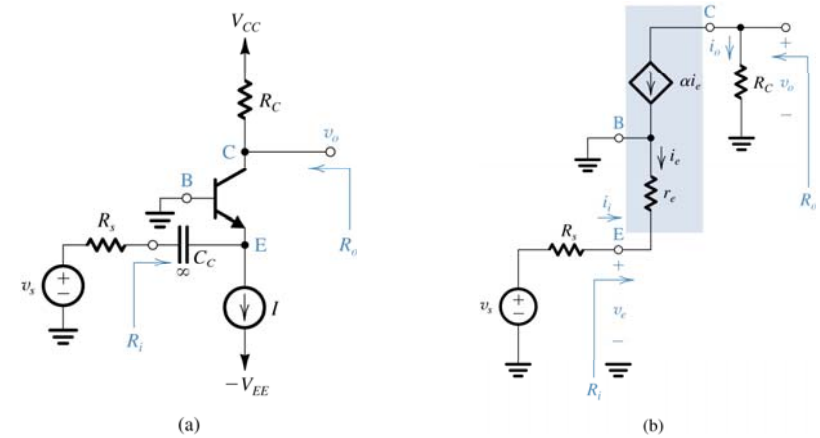 V_CC
R_C
v_o
C
B
R_s
E
C_C
∞
R_o
v_s
+
−
I
R_i
−V_EE
(a)
C
i_o
+
αi_e
R_C
v_o
−
B
i_e
R_o
i_i
r_e
R_s
E
+
v_s
+
−
v_e
−
R_i
(b)